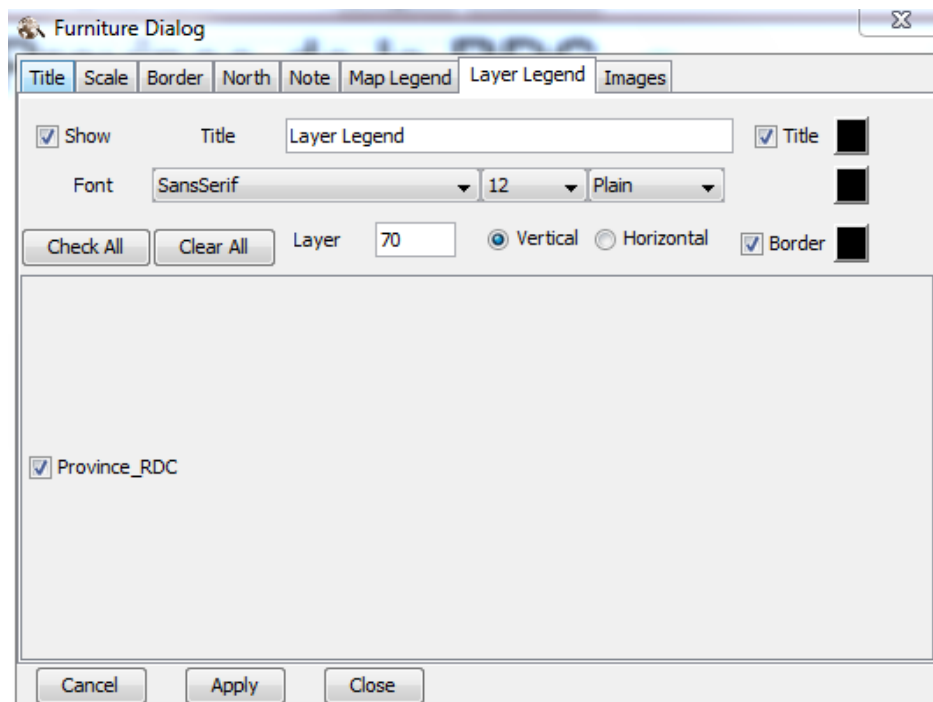 Furniture Dialog
Title Scale Border North Note Map Legend Layer Legend Images
Show Title Layer Legend Title
Font SansSerif 12 Plain
Check All Clear All Layer 70 Vertical Horizontal Border
Province_RDC
Cancel Apply Close